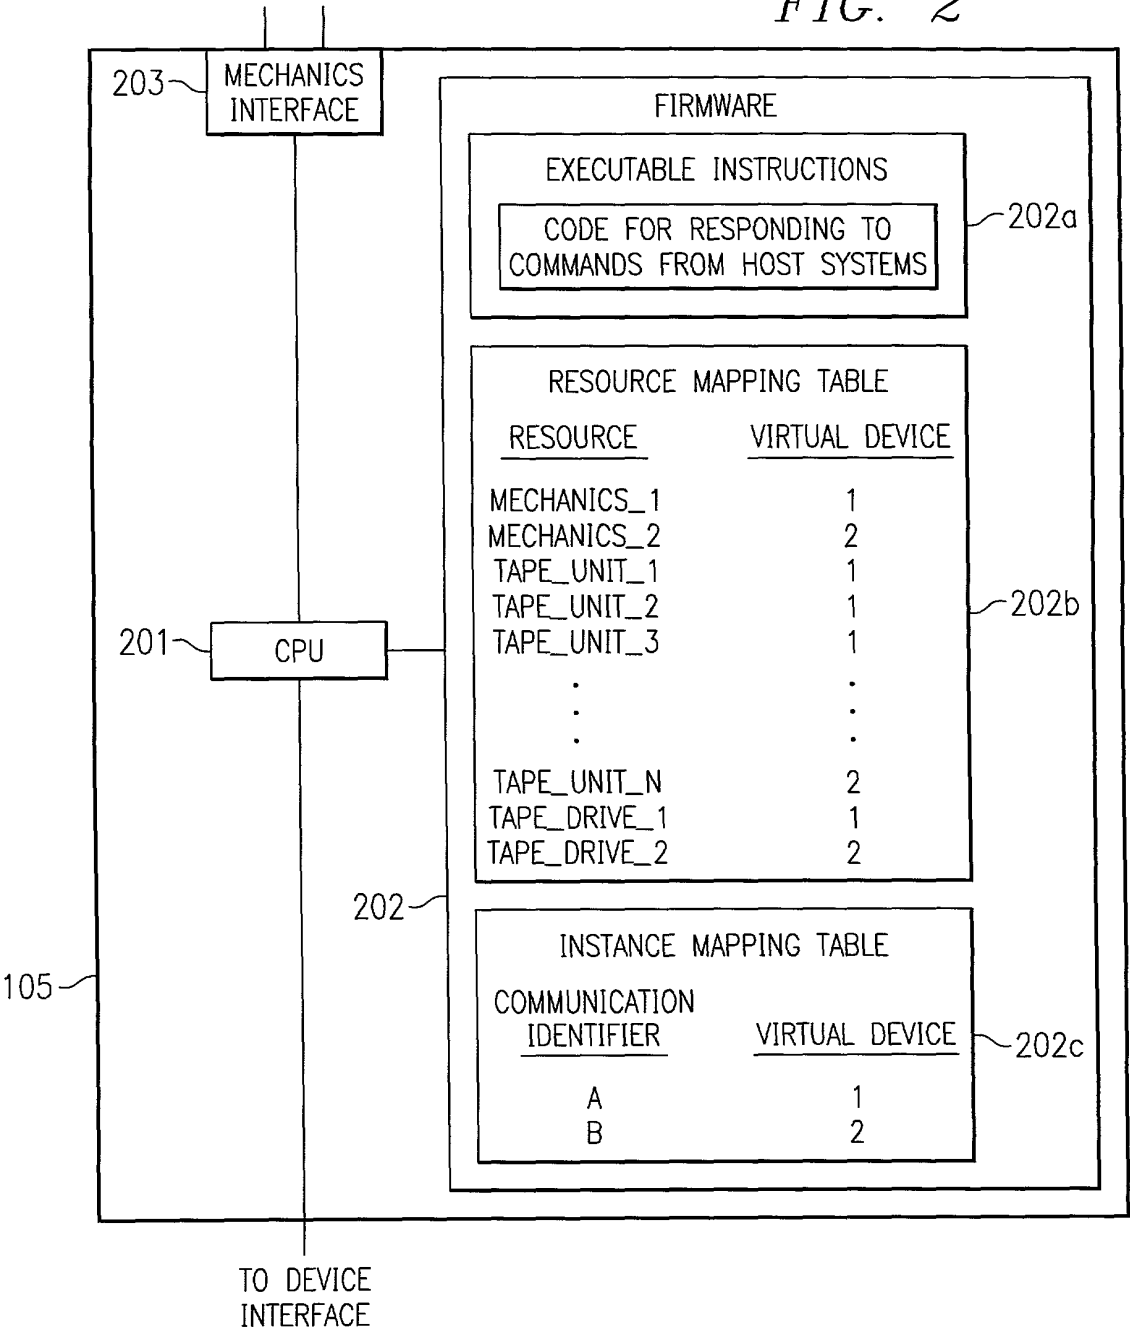 FIG. 2
203
MECHANICS
INTERFACE
FIRMWARE
EXECUTABLE INSTRUCTIONS
CODE FOR RESPONDING TO
COMMANDS FROM HOST SYSTEMS
202a
RESOURCE MAPPING TABLE
RESOURCE VIRTUAL DEVICE
MECHANICS_1 1
MECHANICS_2 2
TAPE_UNIT_1 1
TAPE_UNIT_2 1
TAPE_UNIT_3 1
. .
. .
. .
TAPE_UNIT_N 2
TAPE_DRIVE_1 1
TAPE_DRIVE_2 2
202b
201
CPU
202
105
INSTANCE MAPPING TABLE
COMMUNICATION
IDENTIFIER VIRTUAL DEVICE
A 1
B 2
202c
TO DEVICE
INTERFACE